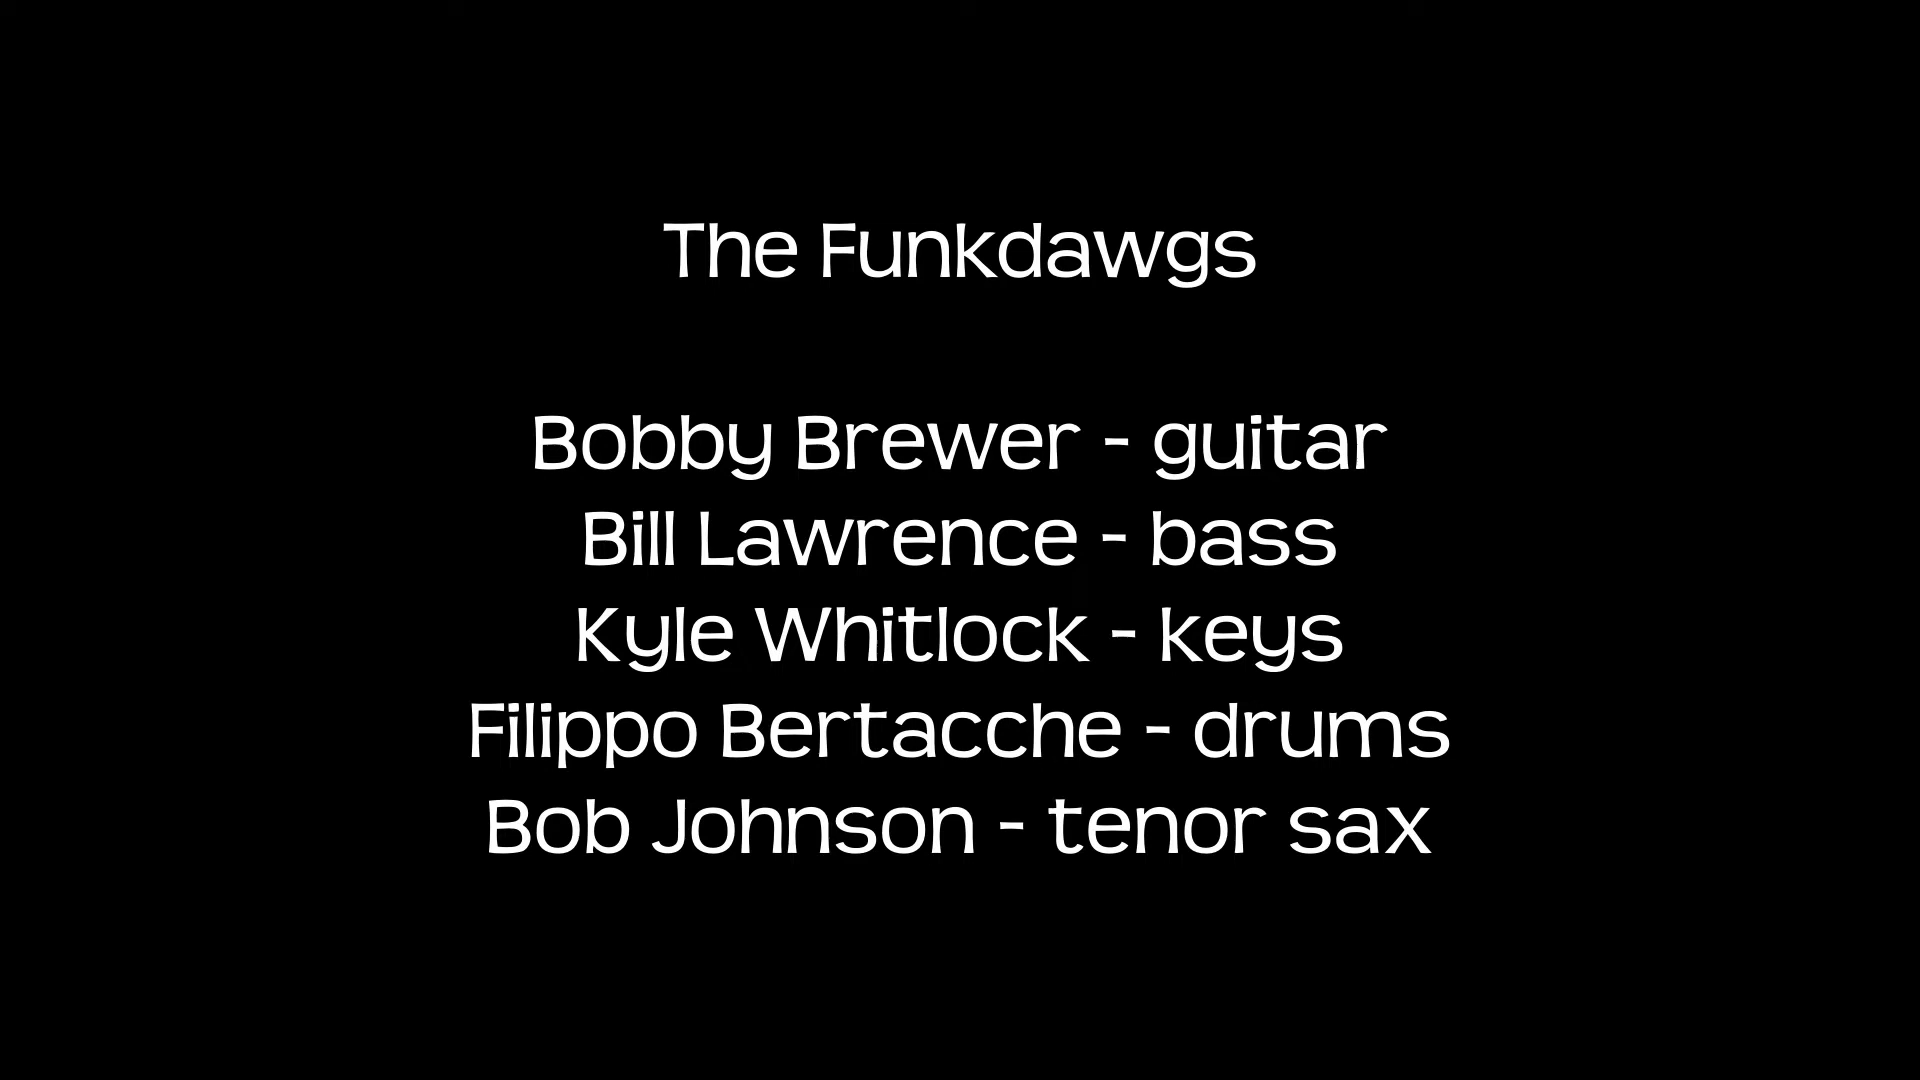 The Funkdawgs
Bobby Brewer - guitar
Bill Lawrence - bass
Kyle Whitlock - keys
Filippo Bertacche - drums
Bob Johnson - tenor sax